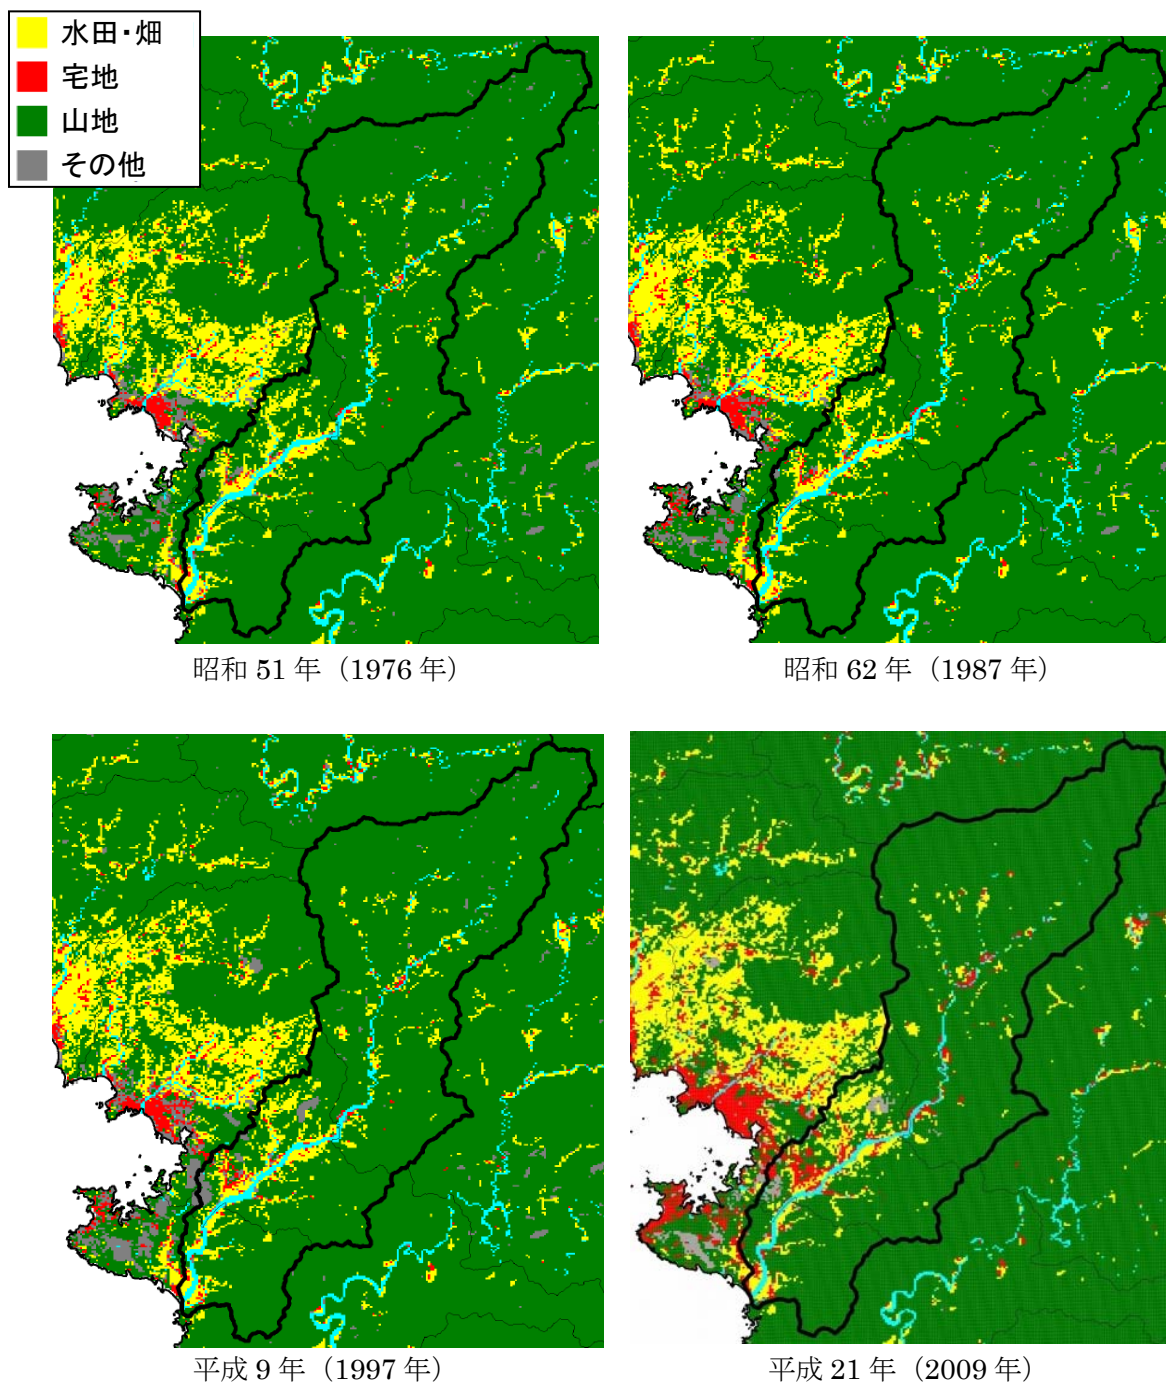 水田・畑
宅地
山地
その他
昭和 51 年（1976 年）
昭和 62 年（1987 年）
平成 9 年（1997 年）
平成 21 年（2009 年）